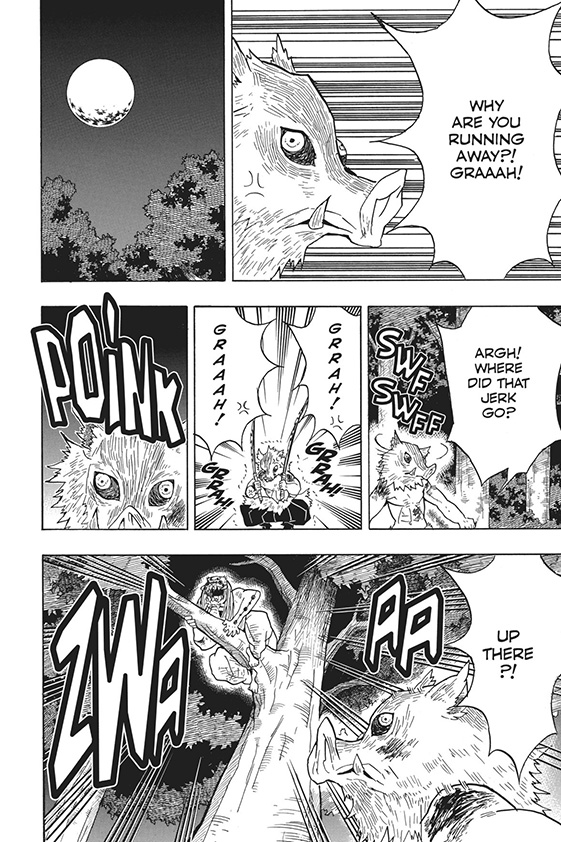 WHY
ARE YOU
RUNNING
AWAY?!
GRAAAH!
ARGH!
WHERE
DID THAT
JERK
GO?
SWF
SWFF
GRRAH!
GRRAH!
GRAAAH!
GRRAH!
POINK
UP
THERE
?!
AA
ZWA